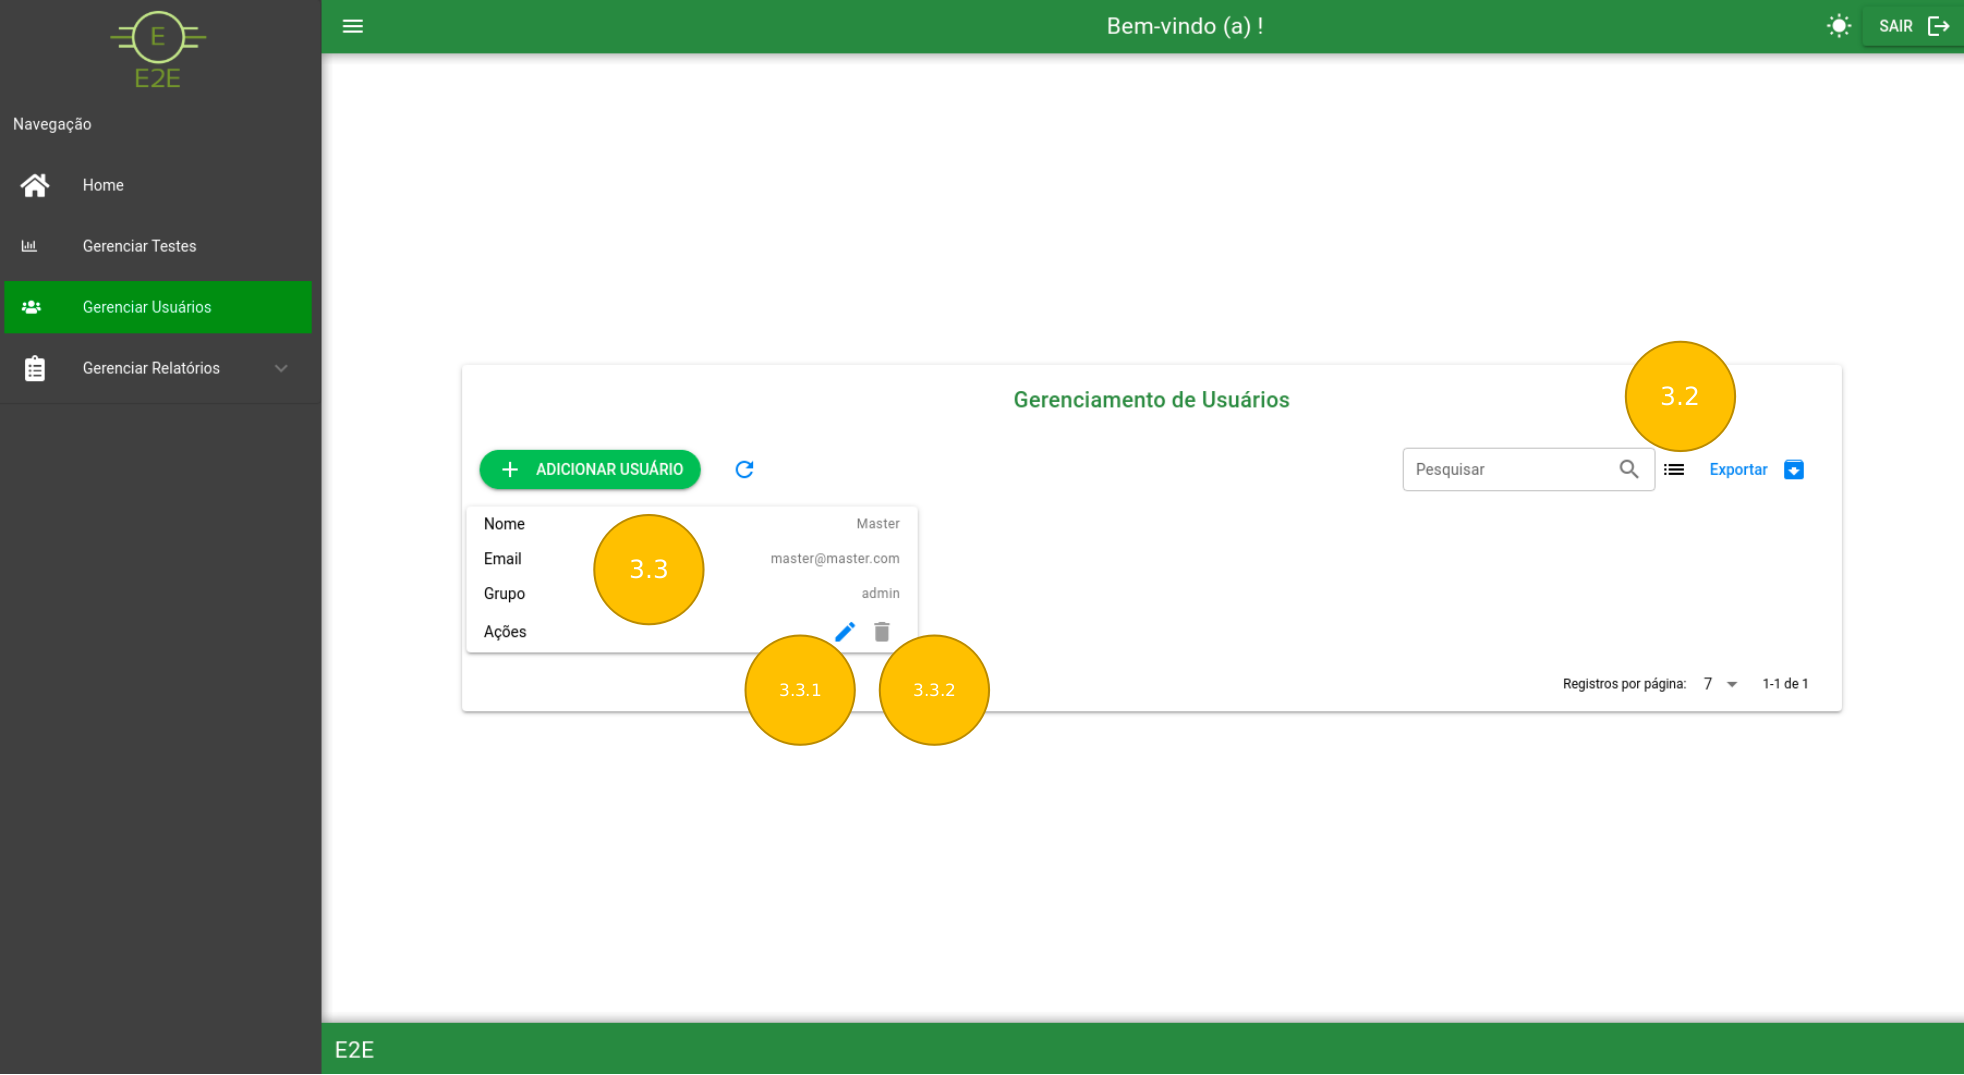 E
E2E
Navegação
Home
Gerenciar Testes
Gerenciar Usuários
Gerenciar Relatórios
Bem-vindo (a) !
SAIR
Gerenciamento de Usuários
3.2
ADICIONAR USUÁRIO
Pesquisar
Exportar
Nome Master
3.3
Email master@master.com
Grupo admin
Ações
3.3.1
3.3.2
Registros por página: 7 1-1 de 1
E2E